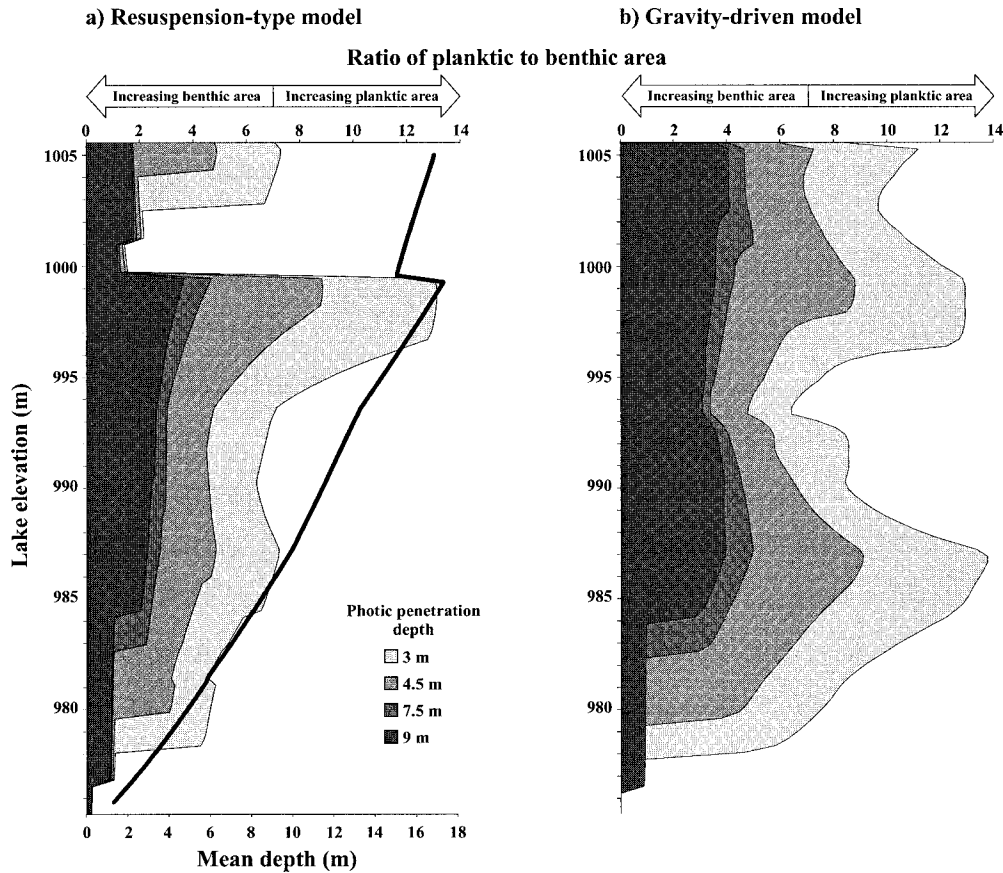 a) Resuspension-type model
b) Gravity-driven model
Ratio of planktic to benthic area
Increasing benthic area
Increasing planktic area
Increasing benthic area
Increasing planktic area
0 2 4 6 8 10 12 14
0 2 4 6 8 10 12 14
1005
1000
995
990
985
980
1005
1000
995
990
985
980
Lake elevation (m)
Photic penetration
depth
3 m
4.5 m
7.5 m
9 m
0 2 4 6 8 10 12 14 16 18
Mean depth (m)